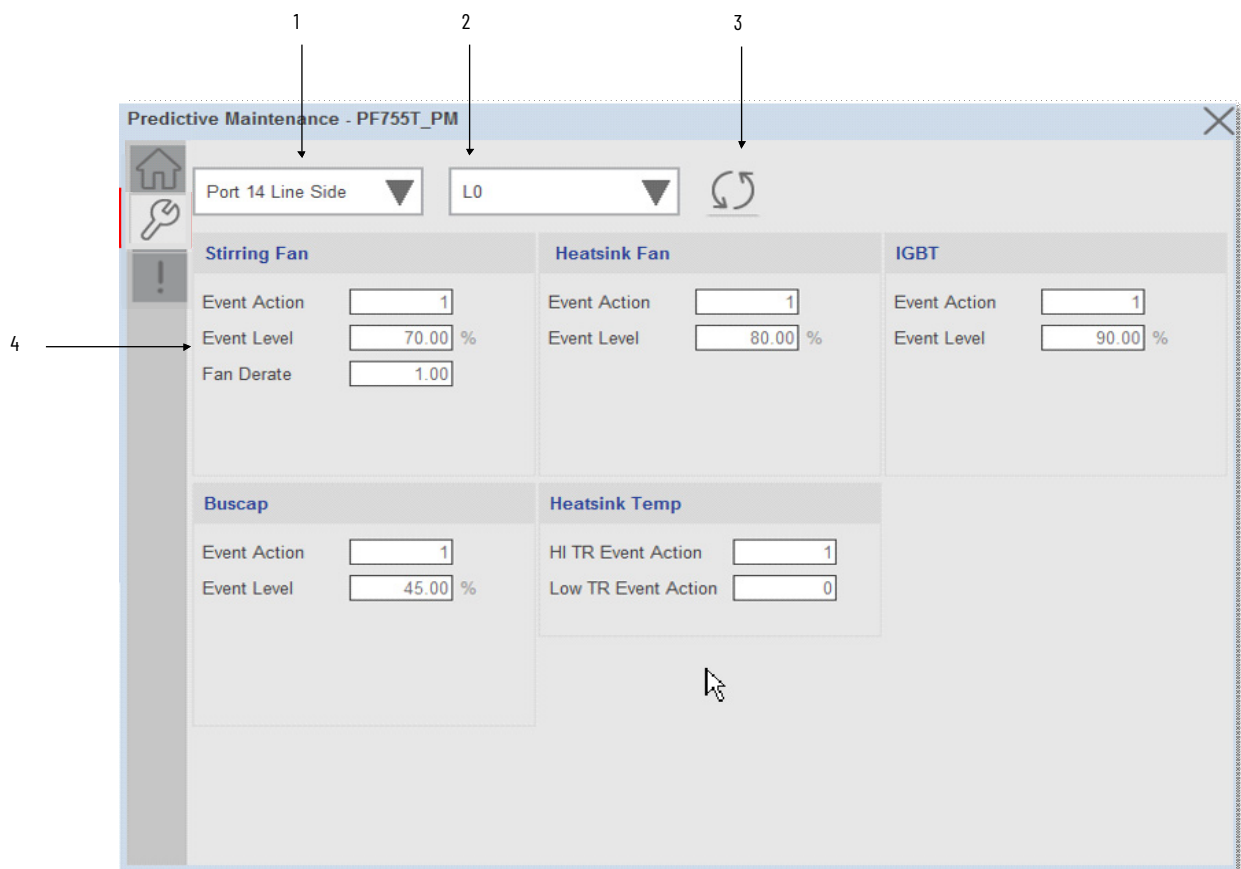 1 2 3
Predictive Maintenance - PF755T_PM
Port 14 Line Side L0
Stirring Fan Heatsink Fan IGBT
Event Action 1 Event Action 1 Event Action 1
4
Event Level 70.00 % Event Level 80.00 % Event Level 90.00 %
Fan Derate 1.00
Buscap Heatsink Temp
Event Action 1 HI TR Event Action 1
Event Level 45.00 % Low TR Event Action 0